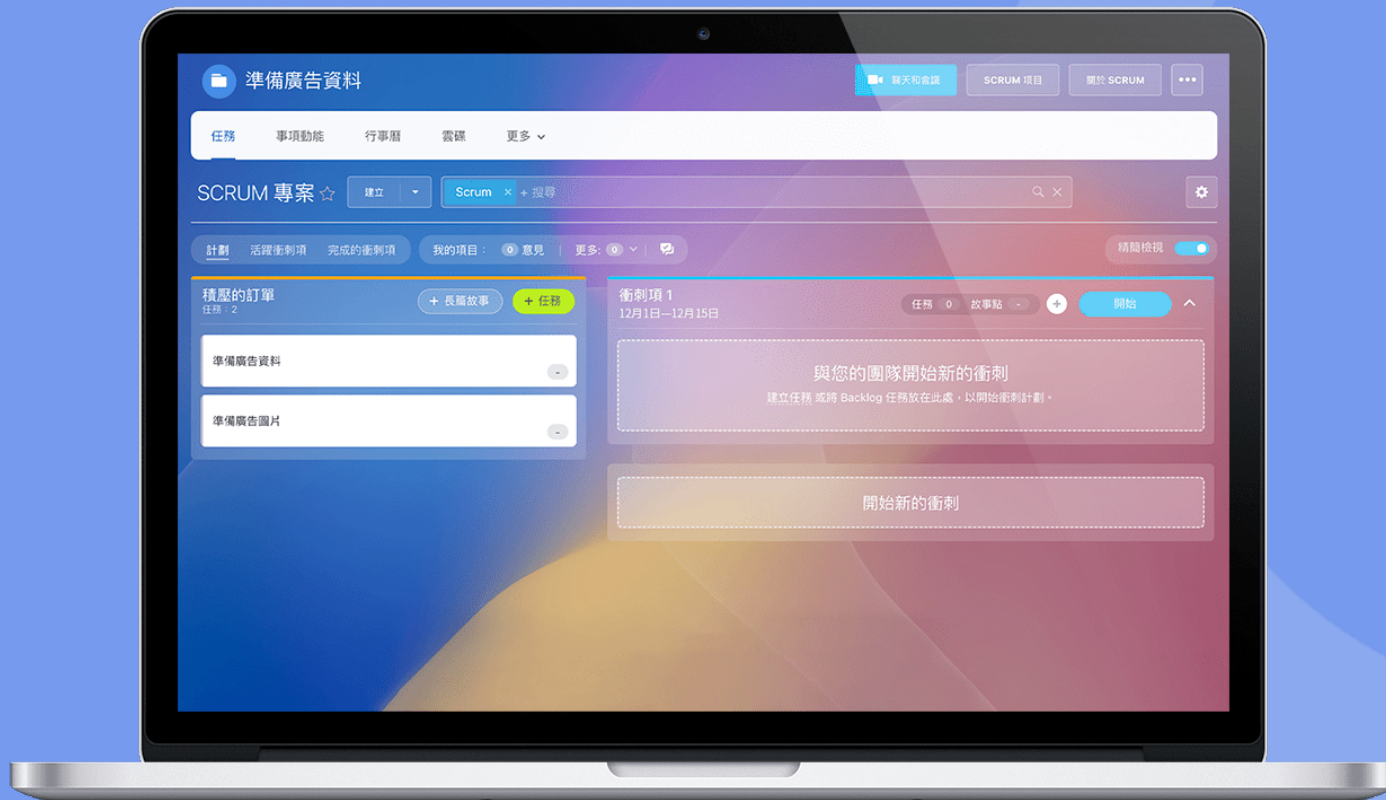 準備廣告資料
聊天和會議
SCRUM 項目
關於 SCRUM
任務 事項動能 行事曆 雲碟 更多
SCRUM 專案
建立
Scrum × + 搜尋
計劃 活躍衝刺項 完成的衝刺項
我的項目： 0 意見 更多: 0
精簡檢視
積壓的訂單
任務：2
+ 長篇故事
+ 任務
準備廣告資料
-
準備廣告圖片
-
衝刺項 1
12月1日—12月15日
任務 0 故事點 -
+
開始
與您的團隊開始新的衝刺
建立任務 或將 Backlog 任務放在此處，以開始衝刺計劃。
開始新的衝刺